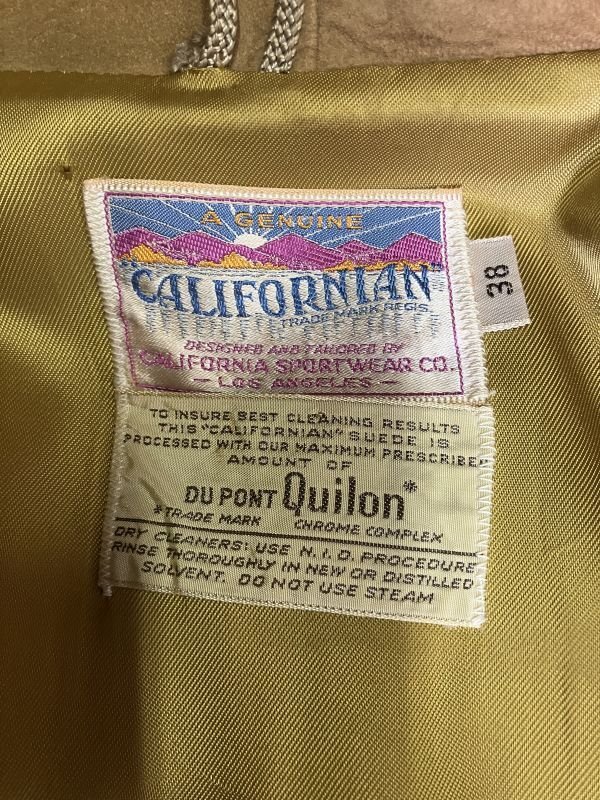 A GENUINE
"CALIFORNIAN"
TRADE MARK REGIS.
DESIGNED AND TAILORED BY
CALIFORNIA SPORTWEAR CO.
— LOS ANGELES —
38
TO INSURE BEST CLEANING RESULTS
THIS "CALIFORNIAN" SUEDE IS
PROCESSED WITH OUR MAXIMUM PRESCRIBE
AMOUNT OF
DU PONT Quilon*
*TRADE MARK CHROME COMPLEX
DRY CLEANERS: USE N.I.D. PROCEDURE
RINSE THOROUGHLY IN NEW OR DISTILLED
SOLVENT. DO NOT USE STEAM